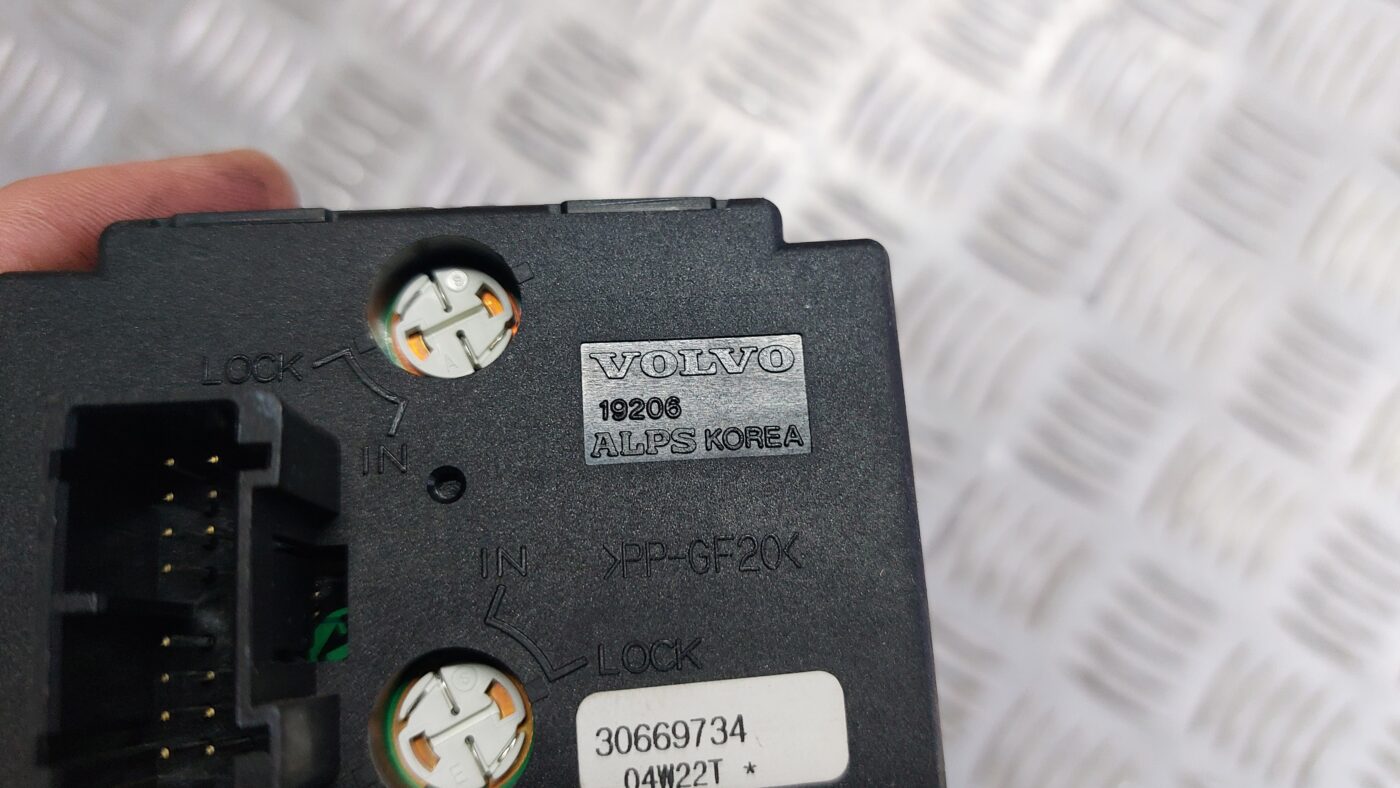 VOLVO
19206
ALPS KOREA
LOCK
IN
>PP-GF20<
IN
LOCK
30669734
04W22T *